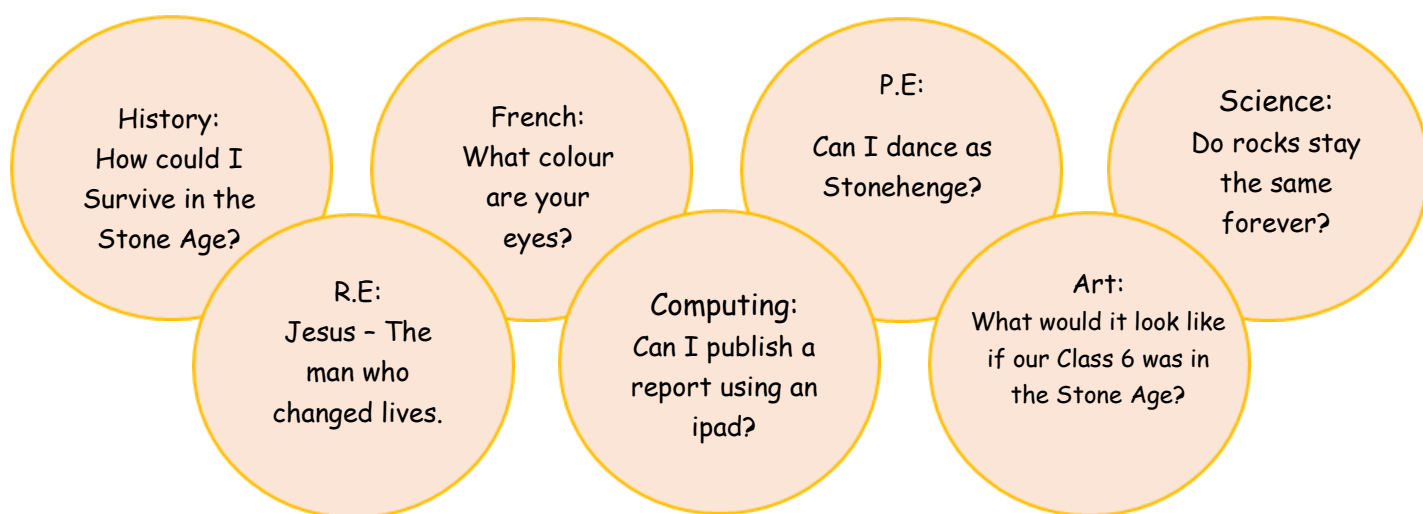 History:
How could I
Survive in the
Stone Age?
French:
What colour
are your
eyes?
P.E:
Can I dance as
Stonehenge?
Science:
Do rocks stay
the same
forever?
R.E:
Jesus – The
man who
changed lives.
Computing:
Can I publish a
report using an
ipad?
Art:
What would it look like
if our Class 6 was in
the Stone Age?